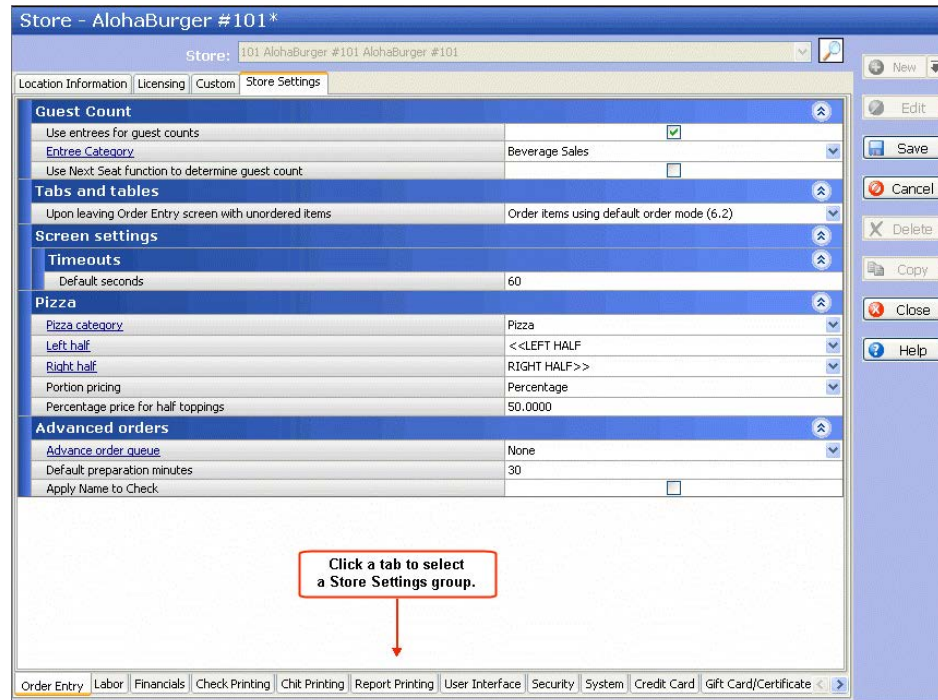 Store - AlohaBurger #101*
Store: 101 AlohaBurger #101 AlohaBurger #101
Location Information Licensing Custom Store Settings
Guest Count
Use entrees for guest counts
Entree Category Beverage Sales
Use Next Seat function to determine guest count
Tabs and tables
Upon leaving Order Entry screen with unordered items Order items using default order mode (6.2)
Screen settings
Timeouts
Default seconds 60
Pizza
Pizza category Pizza
Left half <<LEFT HALF
Right half RIGHT HALF>>
Portion pricing Percentage
Percentage price for half toppings 50.0000
Advanced orders
Advance order queue None
Default preparation minutes 30
Apply Name to Check
Click a tab to select
a Store Settings group.
Order Entry Labor Financials Check Printing Chit Printing Report Printing User Interface Security System Credit Card Gift Card/Certificate
New
Edit
Save
Cancel
Delete
Copy
Close
Help